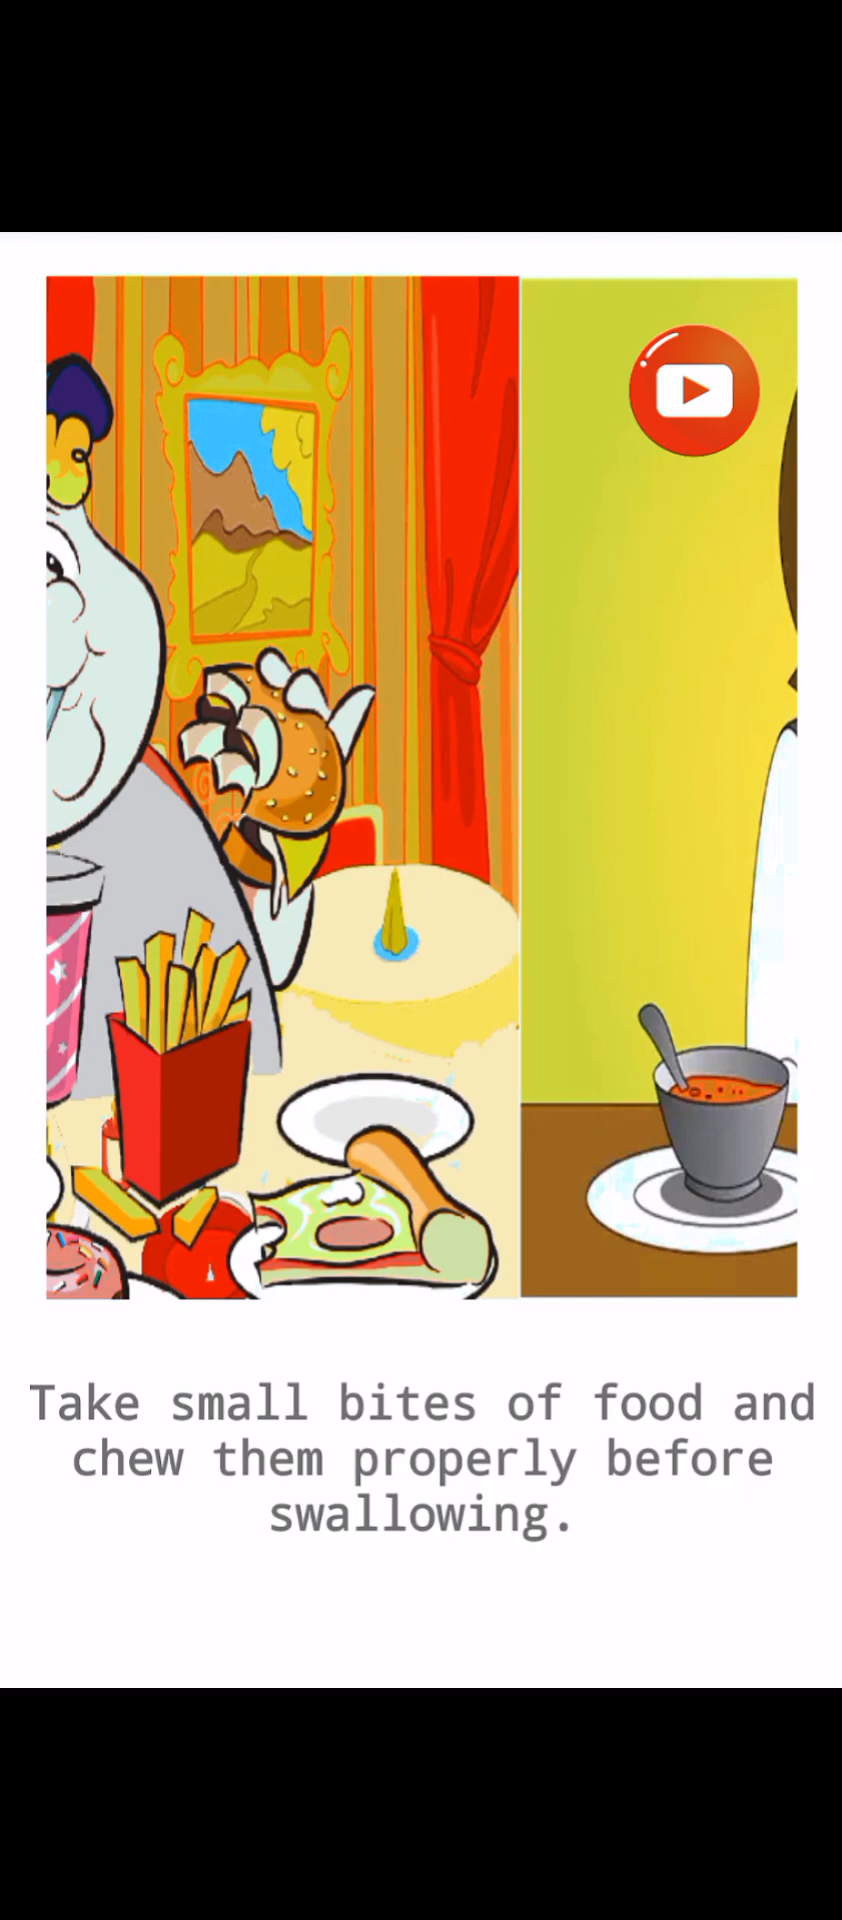 Take small bites of food and
chew them properly before
swallowing.